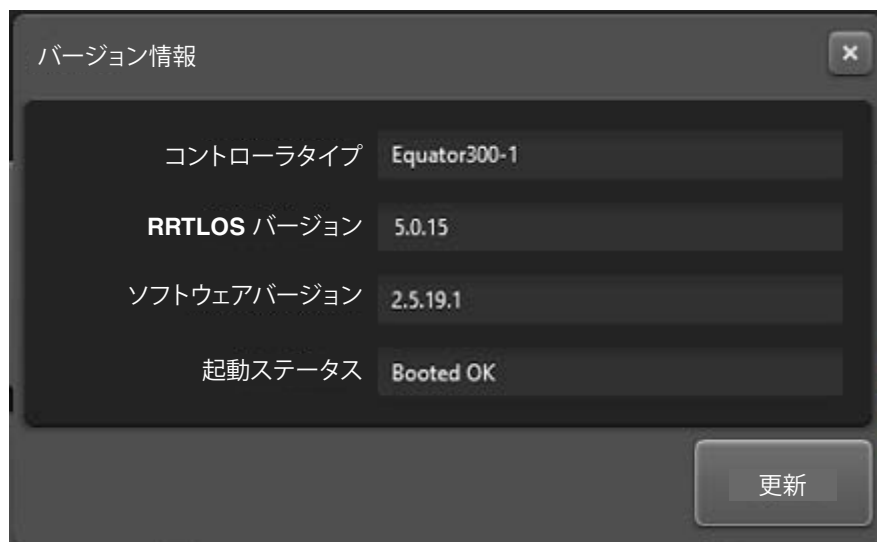 バージョン情報
コントローラタイプ Equator300-1
RRTLOS バージョン 5.0.15
ソフトウェアバージョン 2.5.19.1
起動ステータス Booted OK
更新